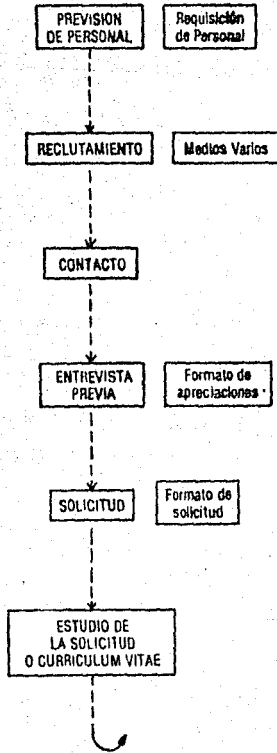 PREVISION
DE PERSONAL
Requisición
de Personal
RECLUTAMIENTO
Medios Varios
CONTACTO
ENTREVISTA
PREVIA
Formato de
apreciaciones
SOLICITUD
Formato de
solicitud
ESTUDIO DE
LA SOLICITUD
O CURRICULUM VITAE